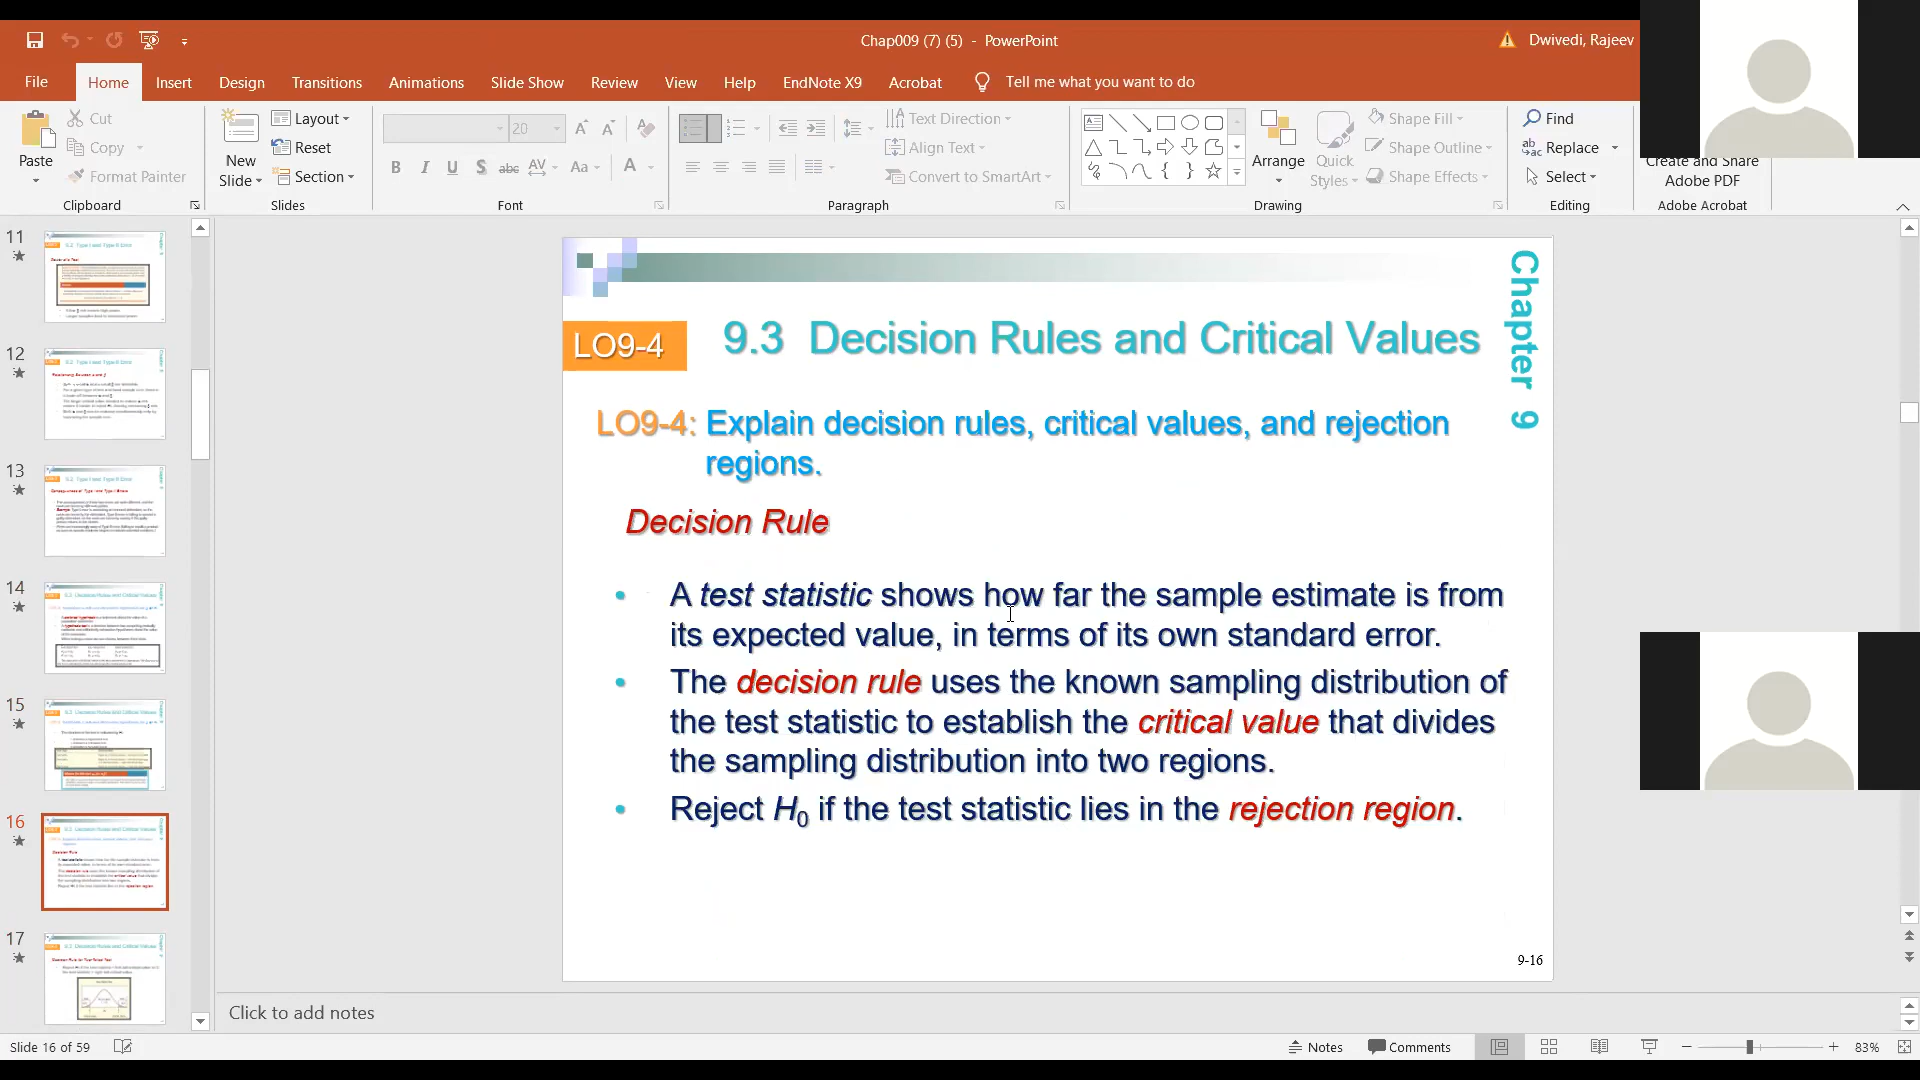 Chap009 (7) (5) - PowerPoint
Dwivedi, Rajeev
File Home Insert Design Transitions Animations Slide Show Review View Help EndNote X9 Acrobat Tell me what you want to do
Paste
Cut
Copy
Format Painter
Clipboard
New
Slide
Layout
Reset
Section
Slides
20
B I U S abc AV Aa A
Font
Text Direction
Align Text
Convert to SmartArt
Paragraph
Arrange
Quick
Styles
Shape Fill
Shape Outline
Shape Effects
Drawing
Find
Replace
Select
Editing
Create and Share
Adobe PDF
Adobe Acrobat
11
12
13
14
15
16
17
Chapter 9
LO9-4
9.3 Decision Rules and Critical Values
LO9-4: Explain decision rules, critical values, and rejection
regions.
Decision Rule
• A test statistic shows how far the sample estimate is from
its expected value, in terms of its own standard error.
• The decision rule uses the known sampling distribution of
the test statistic to establish the critical value that divides
the sampling distribution into two regions.
• Reject H0 if the test statistic lies in the rejection region.
9-16
Click to add notes
Slide 16 of 59
Notes
Comments
83%